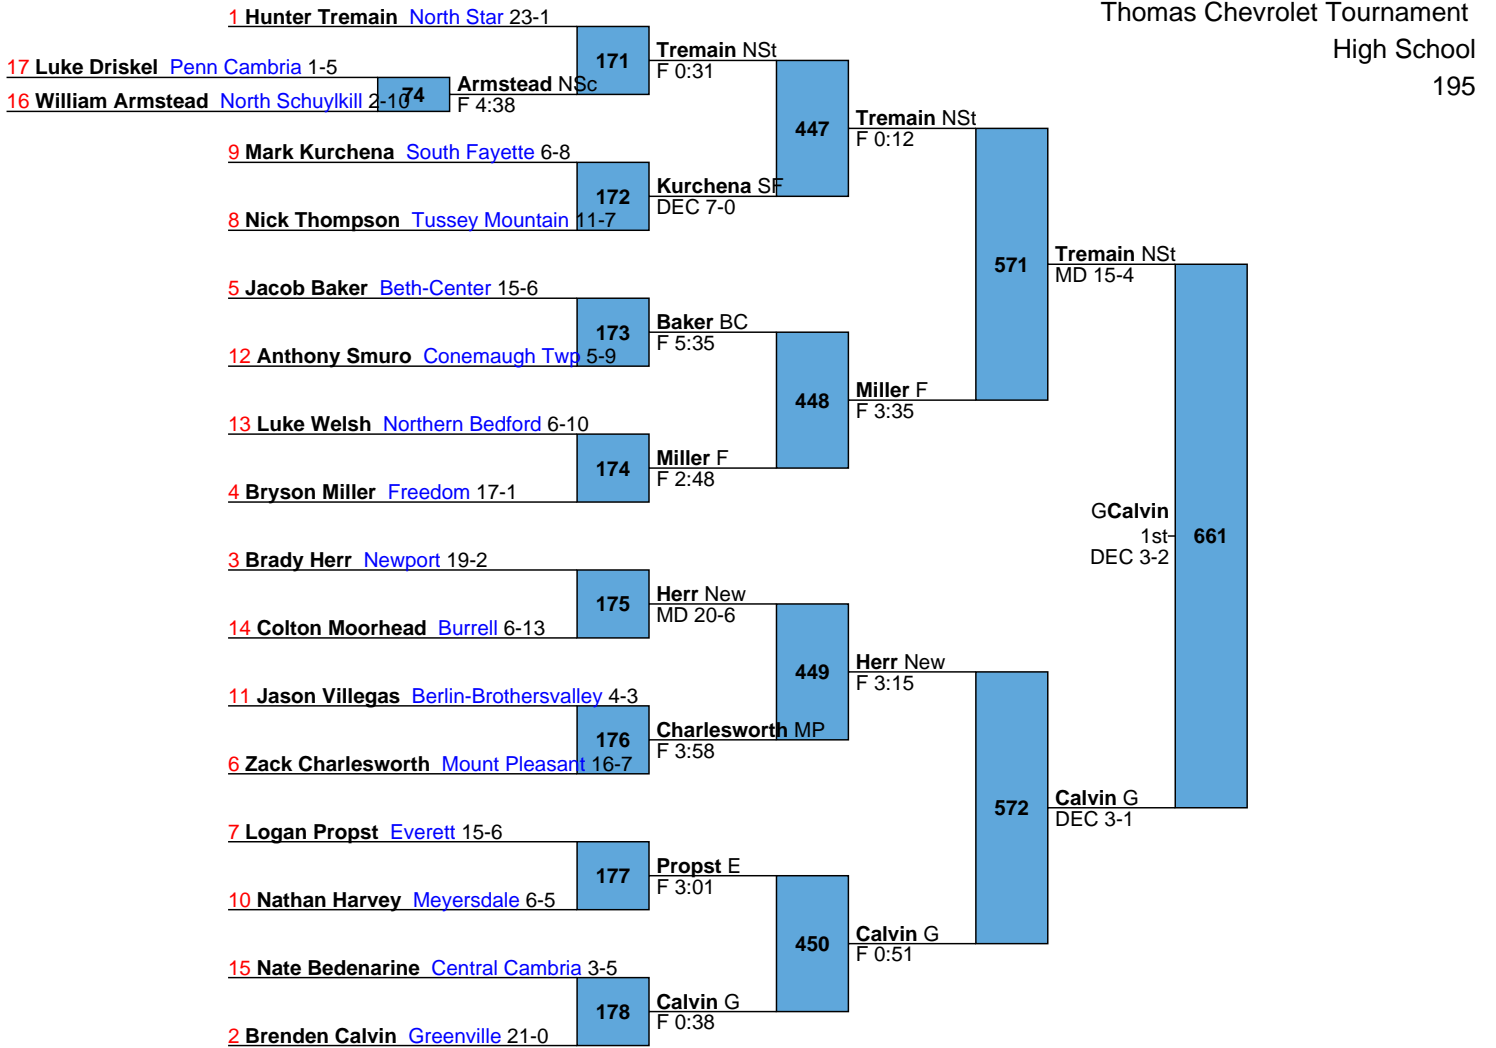 Thomas Chevrolet Tournament
High School
195
1 Hunter Tremain North Star 23-1
17 Luke Driskel Penn Cambria 1-5
16 William Armstead North Schuylkill 2-10
74
Armstead NSc
F 4:38
171
Tremain NSt
F 0:31
9 Mark Kurchena South Fayette 6-8
8 Nick Thompson Tussey Mountain 11-7
172
Kurchena SF
DEC 7-0
447
Tremain NSt
F 0:12
5 Jacob Baker Beth-Center 15-6
12 Anthony Smuro Conemaugh Twp 5-9
173
Baker BC
F 5:35
13 Luke Welsh Northern Bedford 6-10
4 Bryson Miller Freedom 17-1
174
Miller F
F 2:48
448
Miller F
F 3:35
571
Tremain NSt
MD 15-4
3 Brady Herr Newport 19-2
14 Colton Moorhead Burrell 6-13
175
Herr New
MD 20-6
11 Jason Villegas Berlin-Brothersvalley 4-3
6 Zack Charlesworth Mount Pleasant 16-7
176
Charlesworth MP
F 3:58
449
Herr New
F 3:15
7 Logan Propst Everett 15-6
10 Nathan Harvey Meyersdale 6-5
177
Propst E
F 3:01
15 Nate Bedenarine Central Cambria 3-5
2 Brenden Calvin Greenville 21-0
178
Calvin G
F 0:38
450
Calvin G
F 0:51
572
Calvin G
DEC 3-1
GCalvin
1st
DEC 3-2
661